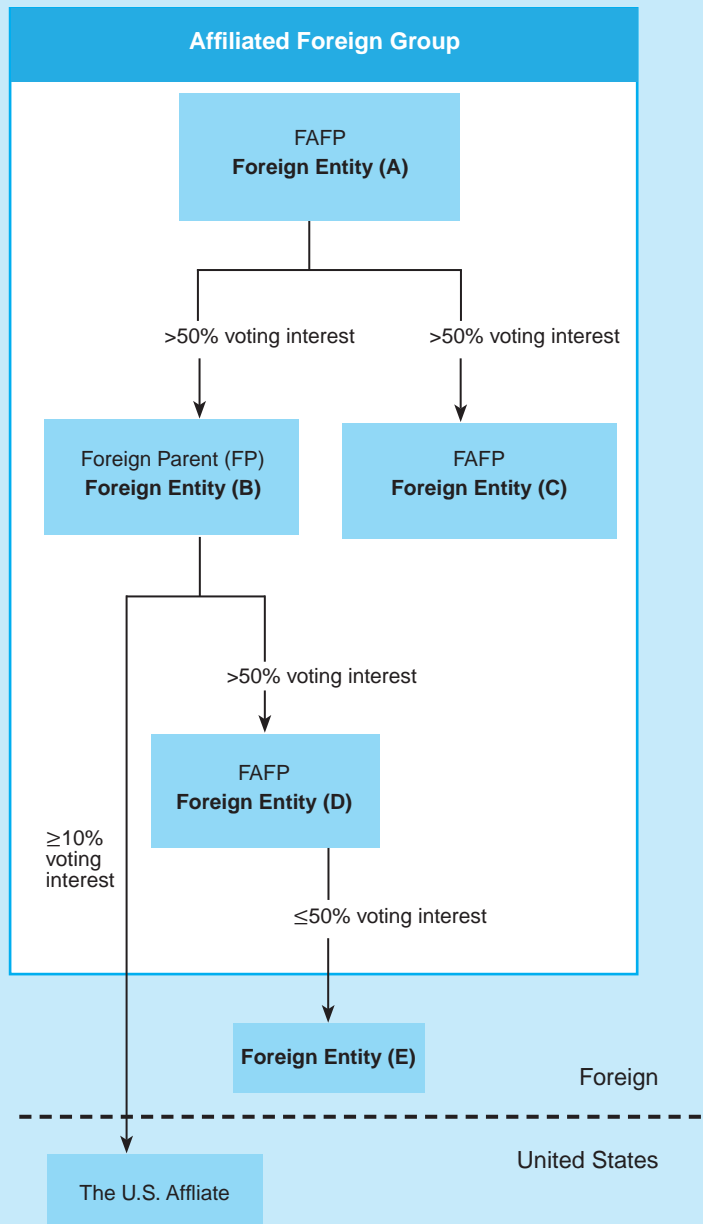 Affiliated Foreign Group
FAFP
Foreign Entity (A)
>50% voting interest
>50% voting interest
Foreign Parent (FP)
Foreign Entity (B)
FAFP
Foreign Entity (C)
>50% voting interest
FAFP
Foreign Entity (D)
≥10%
voting
interest
≤50% voting interest
Foreign Entity (E)
Foreign
United States
The U.S. Affliate